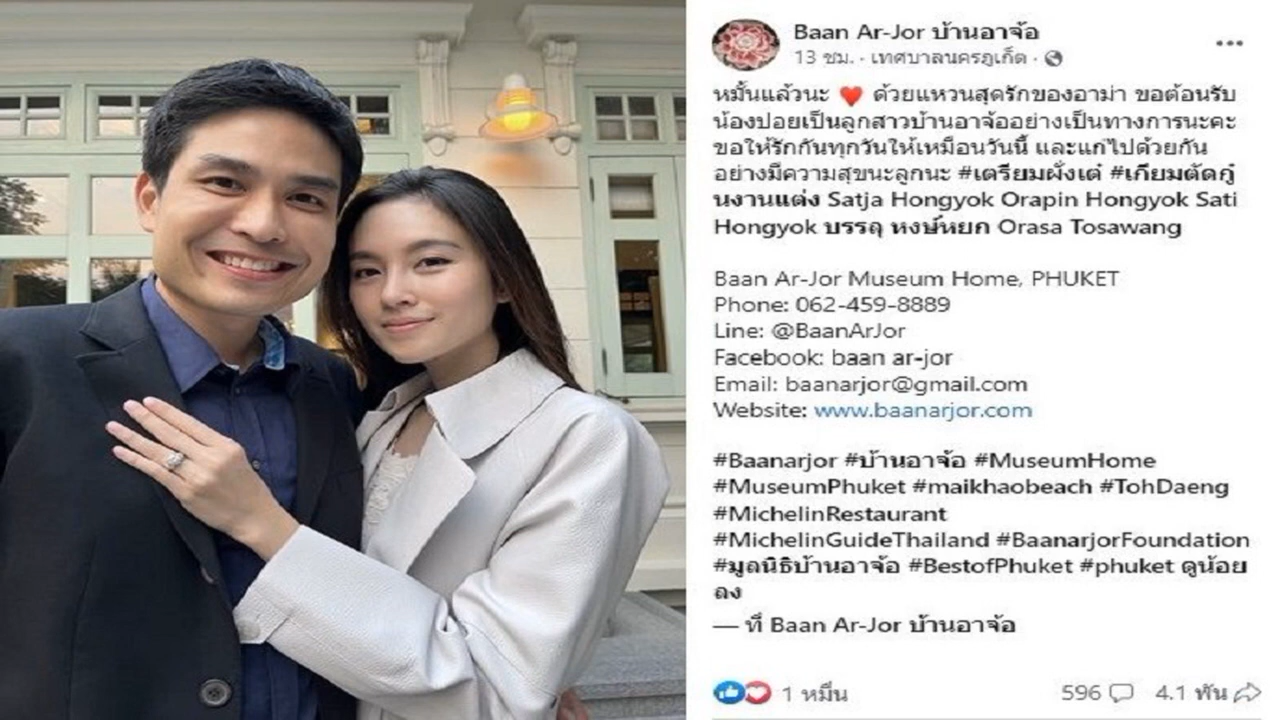 Baan Ar-Jor บ้านอาจ้อ
13 ชม. · เทศบาลนครภูเก็ต ·
หมั้นแล้วนะ ❤️ ด้วยแหวนสุดรักของอาม่า ขอต้อนรับ
น้องปอยเป็นลูกสาวบ้านอาจ้ออย่างเป็นทางการนะคะ
ขอให้รักกันทุกวันให้เหมือนวันนี้ และแก่ไปด้วยกัน
อย่างมีความสุขนะลูกนะ #เตรียมผั่งเต๋ #เกียมตัดกู๋
นงานแต่ง Satja Hongyok Orapin Hongyok Sati
Hongyok บรรลุ หงษ์หยก Orasa Tosawang
Baan Ar-Jor Museum Home, PHUKET
Phone: 062-459-8889
Line: @BaanArJor
Facebook: baan ar-jor
Email: baanarjor@gmail.com
Website: www.baanarjor.com
#Baanarjor #บ้านอาจ้อ #MuseumHome
#MuseumPhuket #maikhaobeach #TohDaeng
#MichelinRestaurant
#MichelinGuideThailand #BaanarjorFoundation
#มูลนิธิบ้านอาจ้อ #BestofPhuket #phuket ดูน้อย
ลง
— ที่ Baan Ar-Jor บ้านอาจ้อ
1 หมื่น 596 4.1 พัน